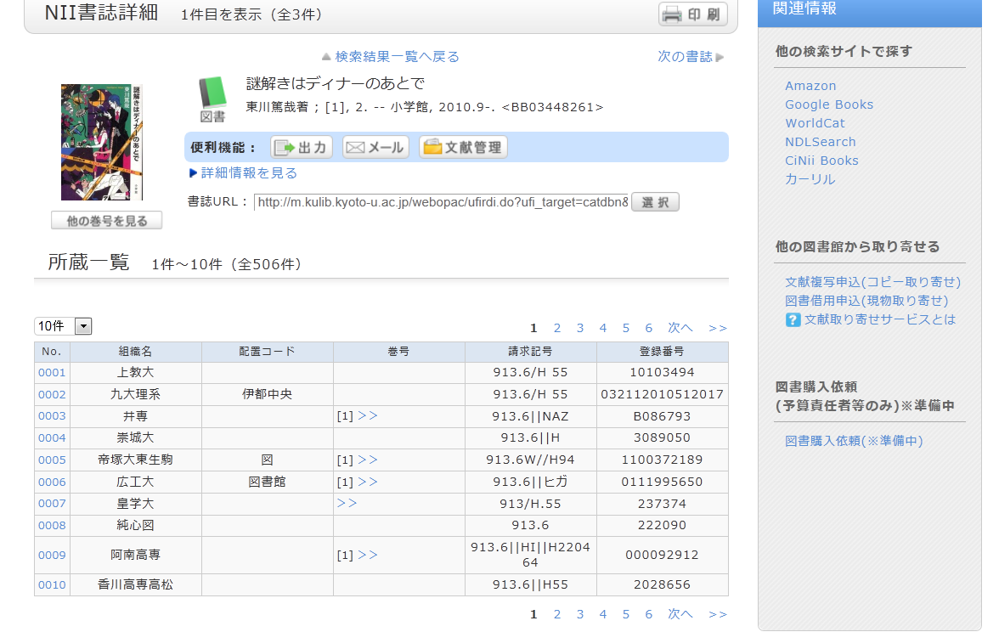 NII書誌詳細 1件目を表示（全3件）
印 刷
検索結果一覧へ戻る
次の書誌
図書
謎解きはディナーのあとで
東川篤哉著 ; [1], 2. -- 小学館, 2010.9-. <BB03448261>
謎解きはディナーのあとで
東川篤哉
便利機能：
出力
メール
文献管理
詳細情報を見る
書誌URL： http://m.kulib.kyoto-u.ac.jp/webopac/ufirdi.do?ufi_target=catdbn& 選 択
他の巻号を見る
所蔵一覧 1件～10件（全506件）
10件
1 2 3 4 5 6 次へ >>
No. 組織名 配置コード 巻号 請求記号 登録番号
0001 上教大 913.6/H 55 10103494
0002 九大理系 伊都中央 913.6/H 55 032112010512017
0003 井専 [1] >> 913.6||NAZ B086793
0004 崇城大 913.6||H 3089050
0005 帝塚大東生駒 図 [1] >> 913.6W//H94 1100372189
0006 広工大 図書館 [1] >> 913.6||ヒガ 0111995650
0007 皇学大 >> 913/H.55 237374
0008 純心図 913.6 222090
0009 阿南高専 [1] >> 913.6||HI||H2204
64 000092912
0010 香川高専高松 913.6||H55 2028656
1 2 3 4 5 6 次へ >>
関連情報
他の検索サイトで探す
Amazon
Google Books
WorldCat
NDLSearch
CiNii Books
カーリル
他の図書館から取り寄せる
文献複写申込(コピー取り寄せ)
図書借用申込(現物取り寄せ)
? 文献取り寄せサービスとは
図書購入依頼
(予算責任者等のみ)※準備中
図書購入依頼(※準備中)